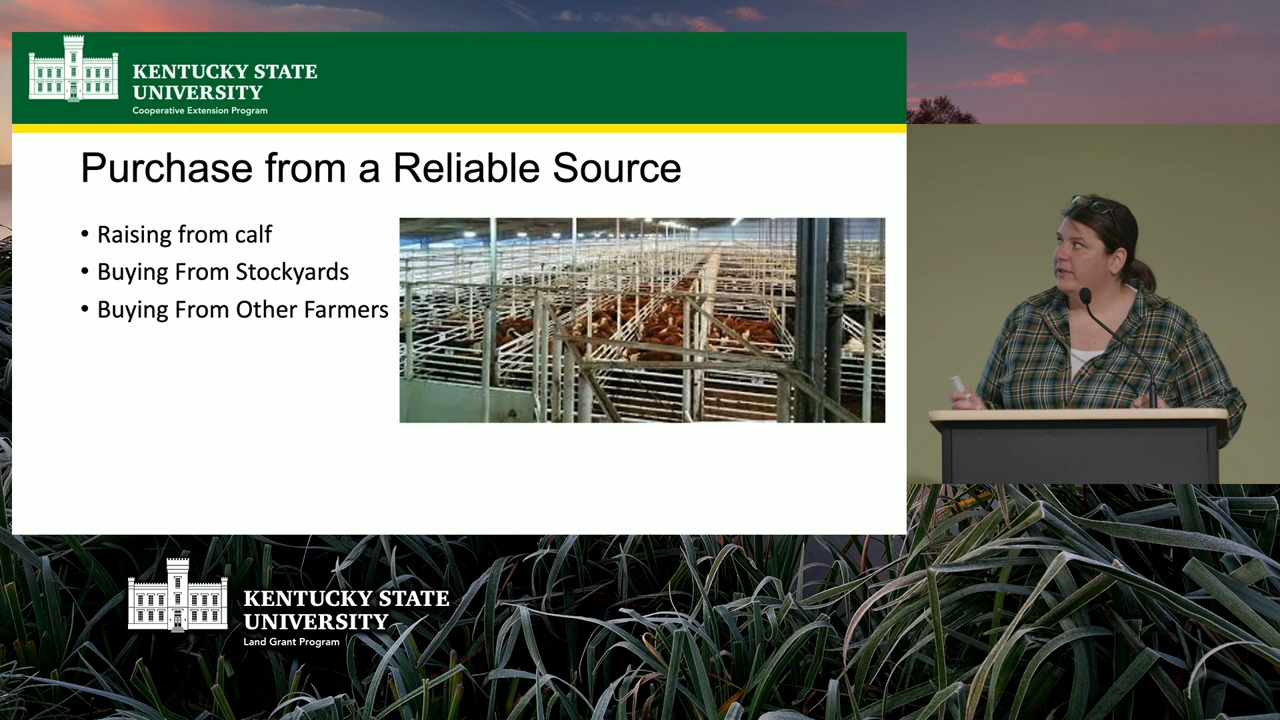 KENTUCKY STATE
UNIVERSITY
Cooperative Extension Program
Purchase from a Reliable Source
• Raising from calf
• Buying From Stockyards
• Buying From Other Farmers
KENTUCKY STATE
UNIVERSITY
Land Grant Program